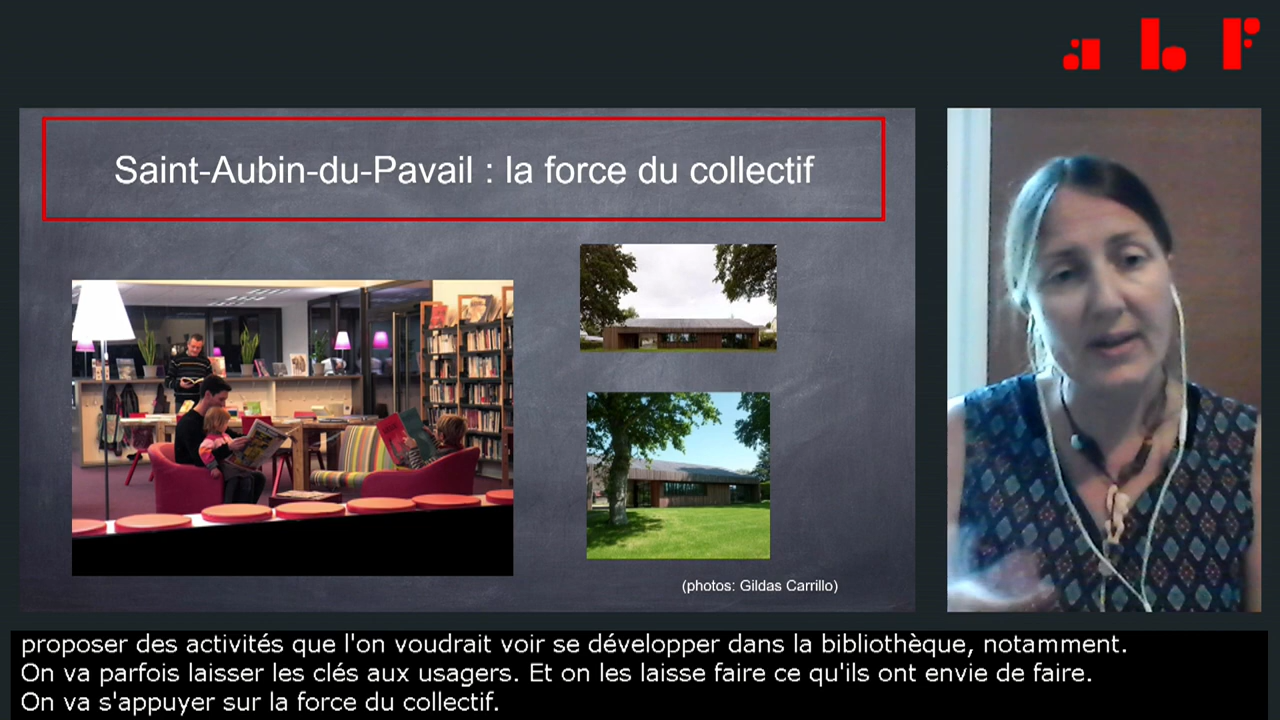 abf
Saint-Aubin-du-Pavail : la force du collectif
(photos: Gildas Carrillo)
proposer des activités que l'on voudrait voir se développer dans la bibliothèque, notamment.
On va parfois laisser les clés aux usagers. Et on les laisse faire ce qu'ils ont envie de faire.
On va s'appuyer sur la force du collectif.